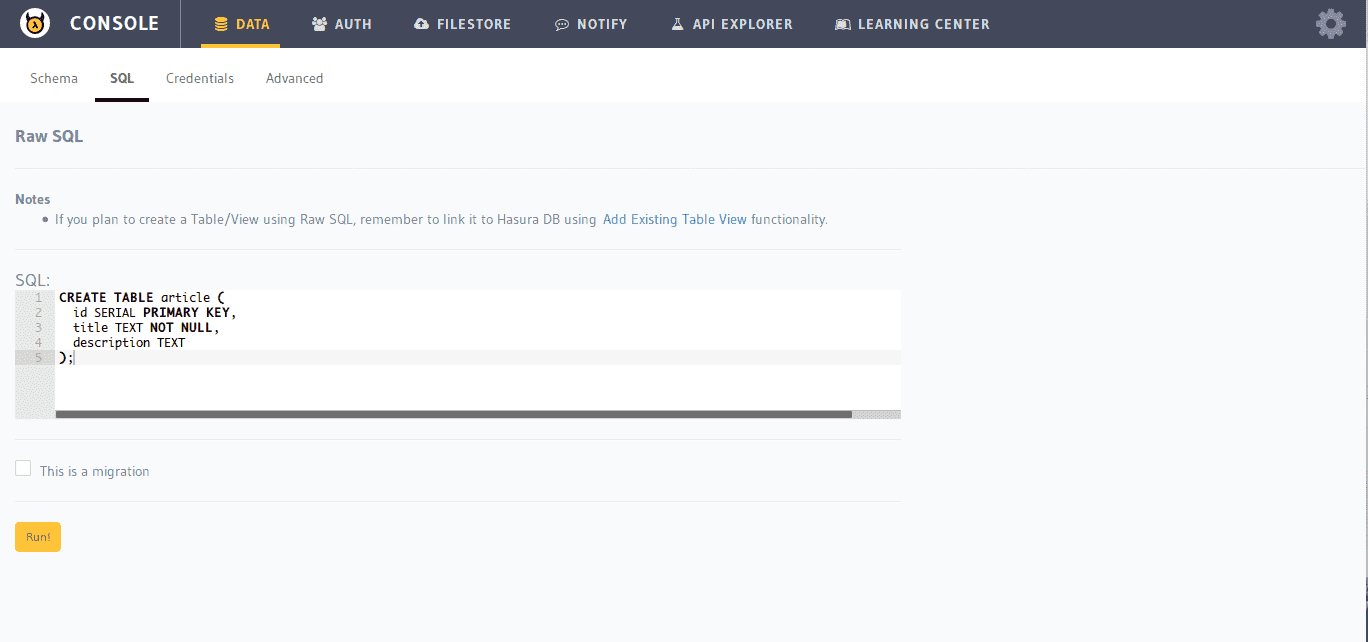 CONSOLE DATA AUTH FILESTORE NOTIFY API EXPLORER LEARNING CENTER
Schema SQL Credentials Advanced
Raw SQL
Notes
If you plan to create a Table/View using Raw SQL, remember to link it to Hasura DB using Add Existing Table View functionality.
SQL:
1 CREATE TABLE article (
2 id SERIAL PRIMARY KEY,
3 title TEXT NOT NULL,
4 description TEXT
5 );
This is a migration
Run!